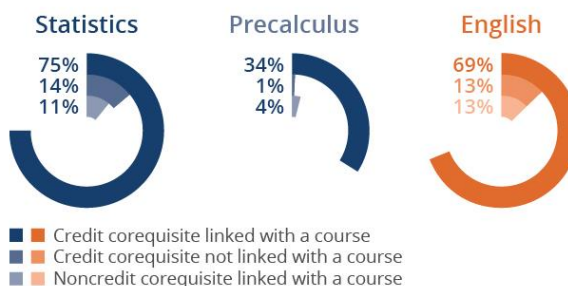 Statistics
75%
14%
11%
Precalculus
34%
1%
4%
English
69%
13%
13%
Credit corequisite linked with a course
Credit corequisite not linked with a course
Noncredit corequisite linked with a course